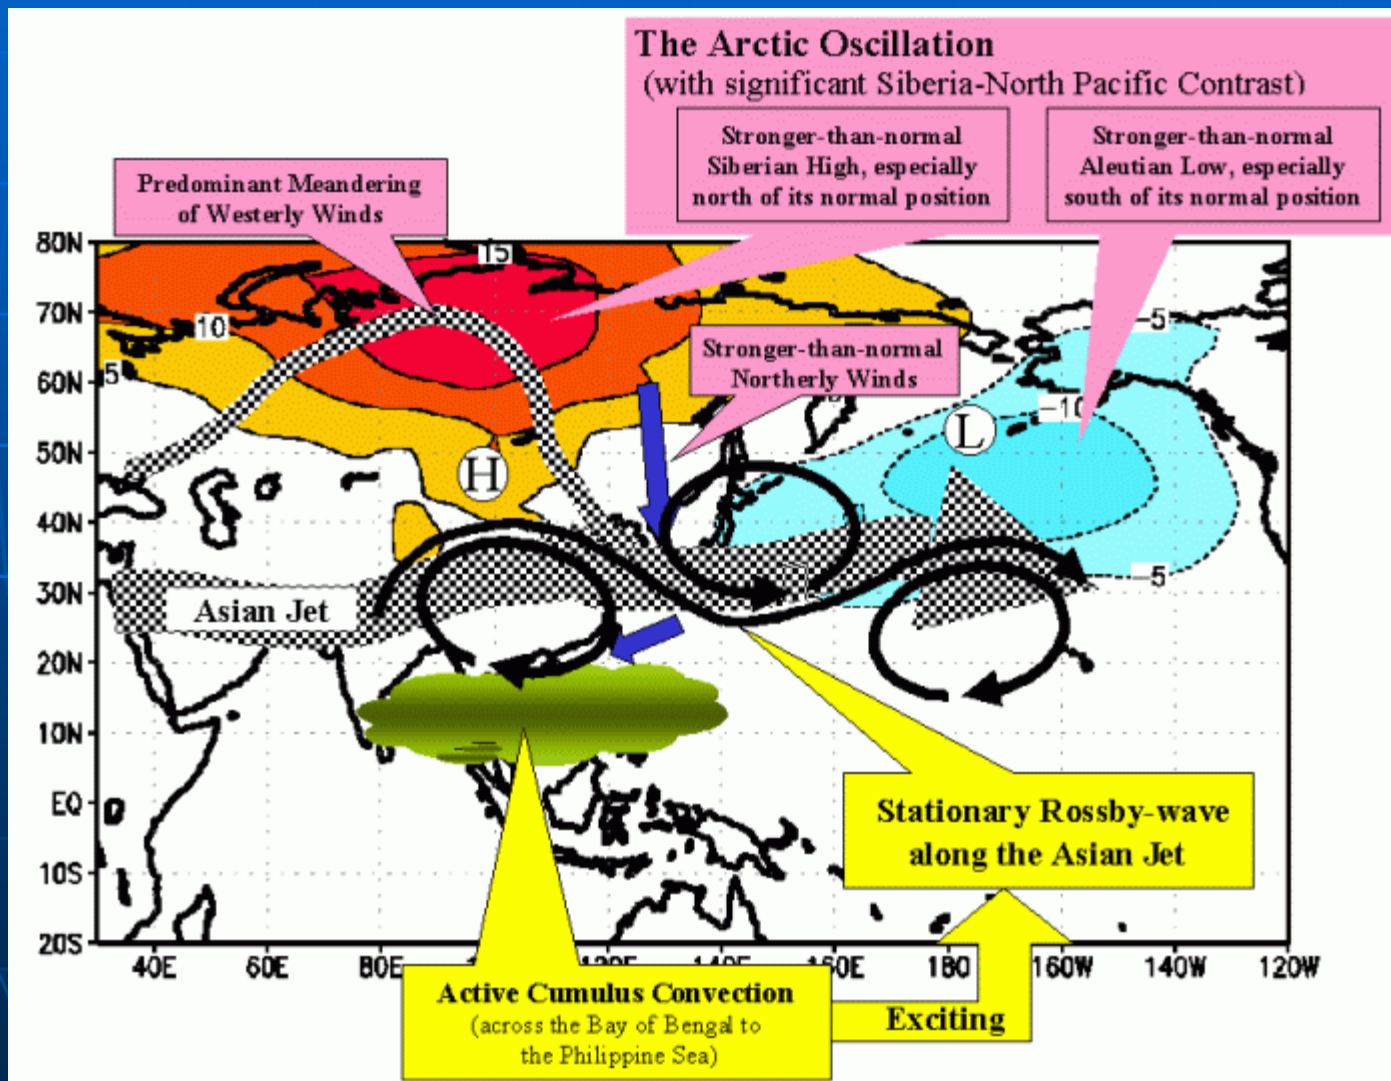 The Arctic Oscillation
(with significant Siberia-North Pacific Contrast)
Stronger-than-normal
Siberian High, especially
north of its normal position
Stronger-than-normal
Aleutian Low, especially
south of its normal position
Predominant Meandering
of Westerly Winds
80N
15
70N
10
-5
Stronger-than-normal
Northerly Winds
5
60N
-10
L
50N
H
40N
-5
30N
Asian Jet
20N
10N
EQ
Stationary Rossby-wave
along the Asian Jet
10S
20S
40E
60E
80E
120E
140E
160E
180
160W
140W
120W
Active Cumulus Convection
(across the Bay of Bengal to
the Philippine Sea)
Exciting